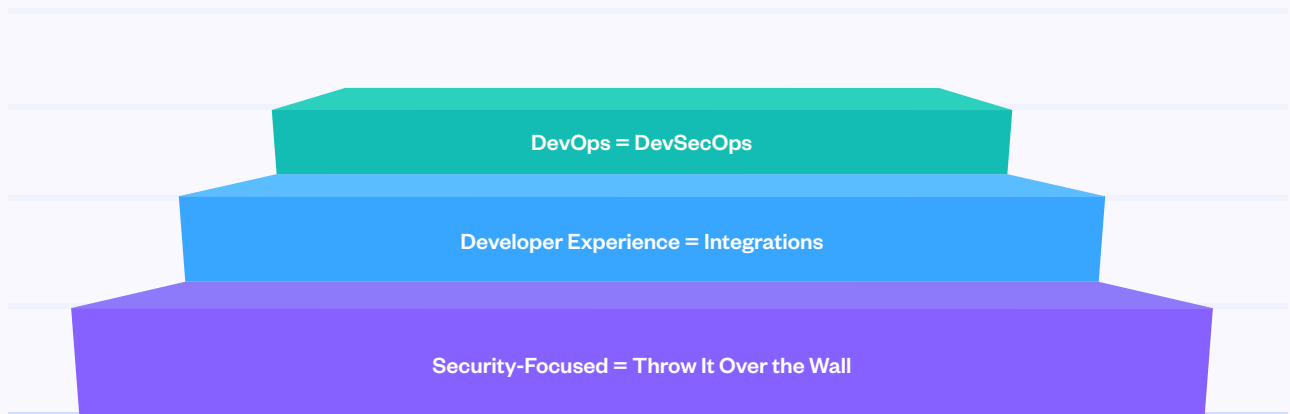 DevOps = DevSecOps
Developer Experience = Integrations
Security-Focused = Throw It Over the Wall